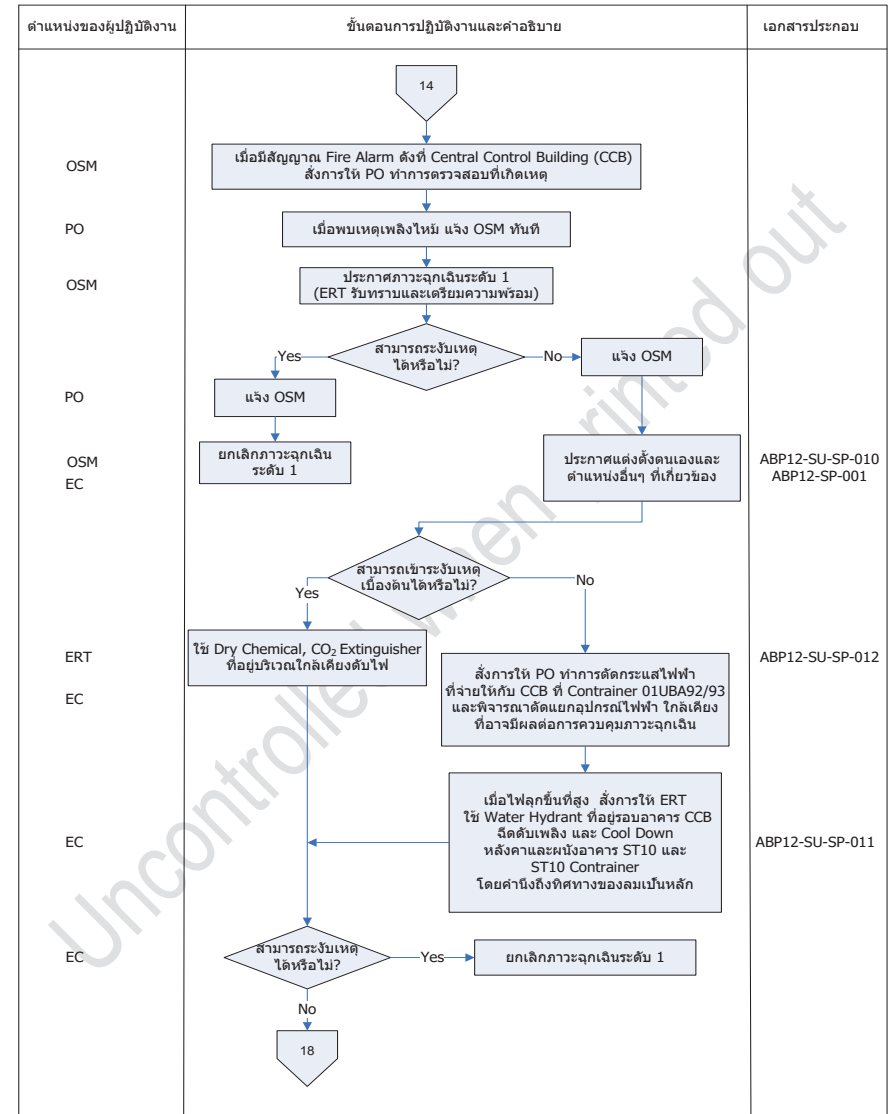 ตำแหน่งของผู้ปฏิบัติงาน
ขั้นตอนการปฏิบัติงานและคำอธิบาย
เอกสารประกอบ
14
OSM
เมื่อมีสัญญาณ Fire Alarm ดังที่ Central Control Building (CCB)
สั่งการให้ PO ทำการตรวจสอบที่เกิดเหตุ
PO
เมื่อพบเหตุเพลิงไหม้ แจ้ง OSM ทันที
OSM
ประกาศภาวะฉุกเฉินระดับ 1
(ERT รับทราบและเตรียมความพร้อม)
สามารถระงับเหตุ
ได้หรือไม่?
Yes
No
แจ้ง OSM
PO
แจ้ง OSM
OSM
EC
ยกเลิกภาวะฉุกเฉิน
ระดับ 1
ประกาศแต่งตั้งตนเองและ
ตำแหน่งอื่นๆ ที่เกี่ยวข้อง
ABP12-SU-SP-010
ABP12-SP-001
สามารถเข้าระงับเหตุ
เบื้องต้นได้หรือไม่?
Yes
No
ERT
ใช้ Dry Chemical, CO2 Extinguisher
ที่อยู่บริเวณใกล้เคียงดับไฟ
ABP12-SU-SP-012
EC
สั่งการให้ PO ทำการตัดกระแสไฟฟ้า
ที่จ่ายให้กับ CCB ที่ Contrainer 01UBA92/93
และพิจารณาตัดแยกอุปกรณ์ไฟฟ้า ใกล้เคียง
ที่อาจมีผลต่อการควบคุมภาวะฉุกเฉิน
EC
เมื่อไฟลุกขึ้นที่สูง สั่งการให้ ERT
ใช้ Water Hydrant ที่อยู่รอบอาคาร CCB
ฉีดดับเพลิง และ Cool Down
หลังคาและผนังอาคาร ST10 และ
ST10 Contrainer
โดยคำนึงถึงทิศทางของลมเป็นหลัก
ABP12-SU-SP-011
EC
สามารถระงับเหตุ
ได้หรือไม่?
Yes
ยกเลิกภาวะฉุกเฉินระดับ 1
No
18
Uncontrolled when printed out